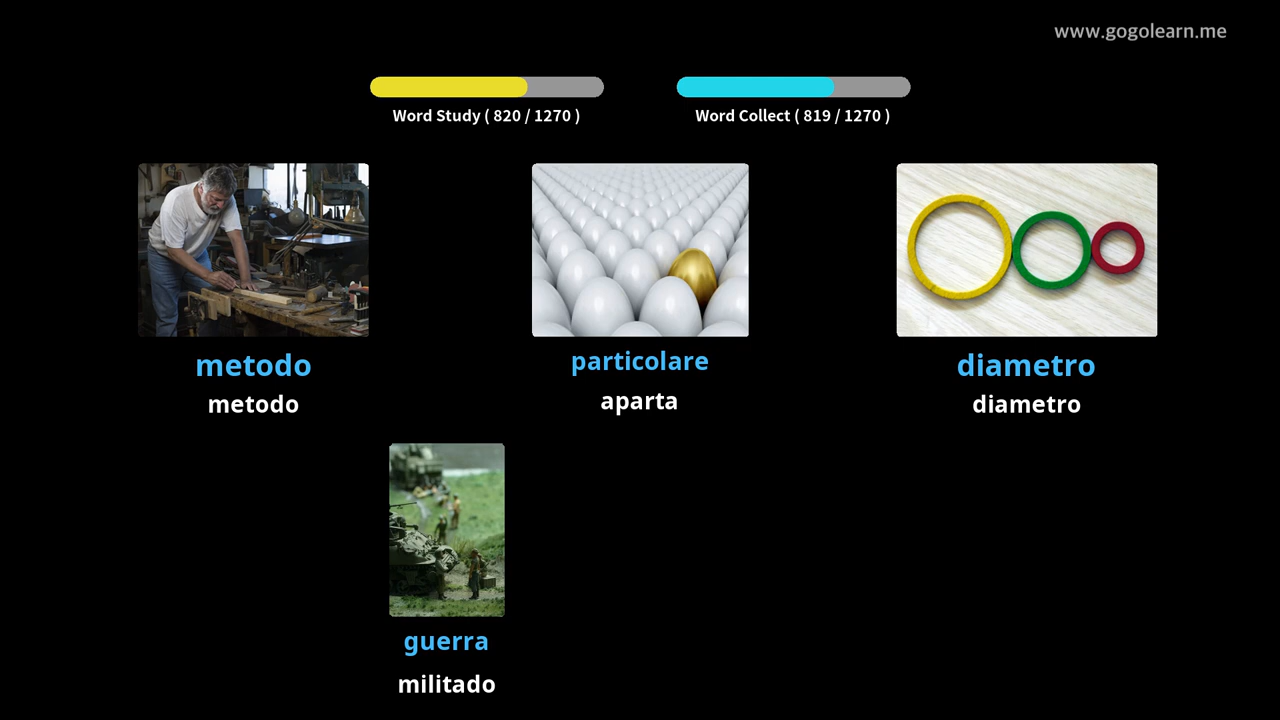 www.gogolearn.me
Word Study ( 820 / 1270 )
Word Collect ( 819 / 1270 )
metodo
metodo
particolare
aparta
diametro
diametro
guerra
militado